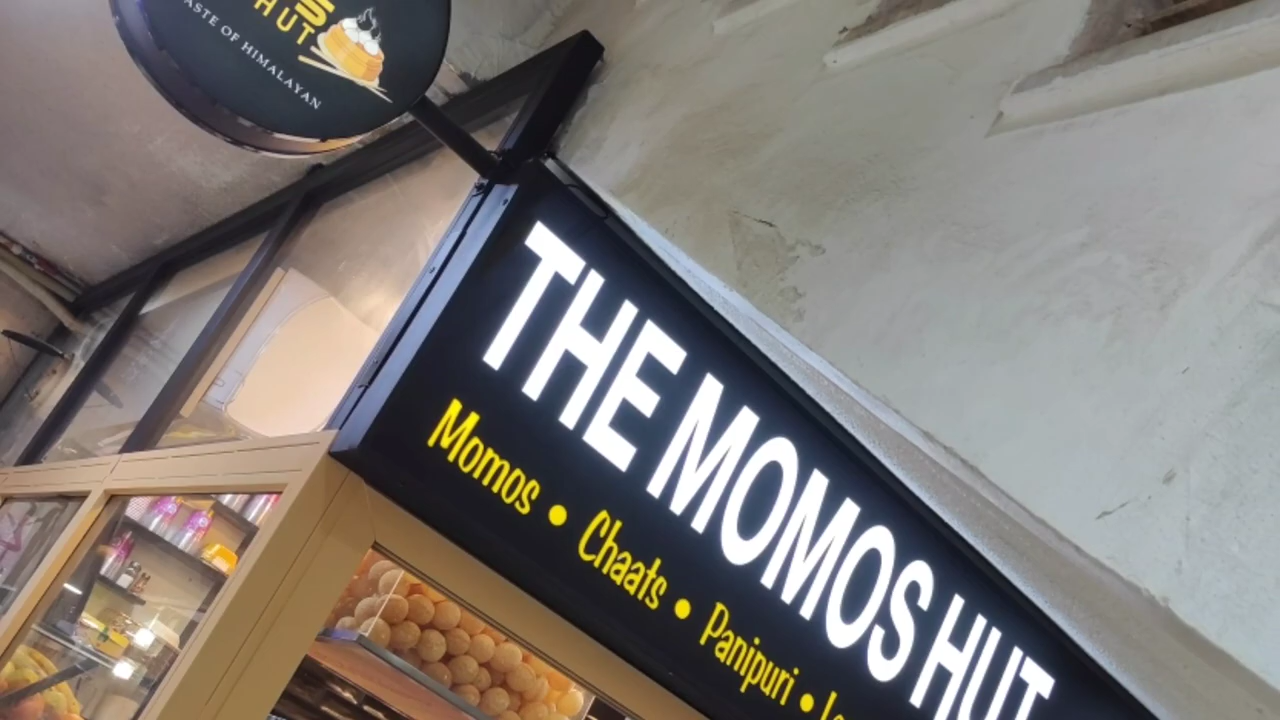 HUT
TASTE OF HIMALAYAN
THE MOMOS HUT
Momos • Chaats • Panipuri •